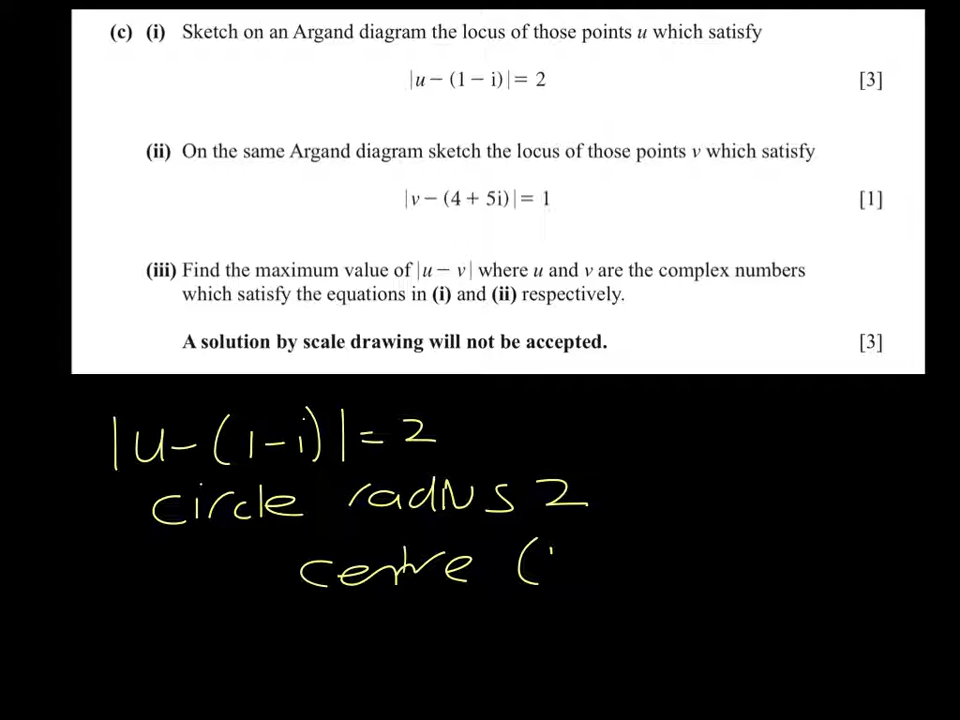 (c) (i) Sketch on an Argand diagram the locus of those points u which satisfy
|u − (1 − i)| = 2 [3]
(ii) On the same Argand diagram sketch the locus of those points v which satisfy
|v − (4 + 5i)| = 1 [1]
(iii) Find the maximum value of |u − v| where u and v are the complex numbers
which satisfy the equations in (i) and (ii) respectively.
A solution by scale drawing will not be accepted. [3]
|u − (1 − i)| = 2
circle radius 2
centre (